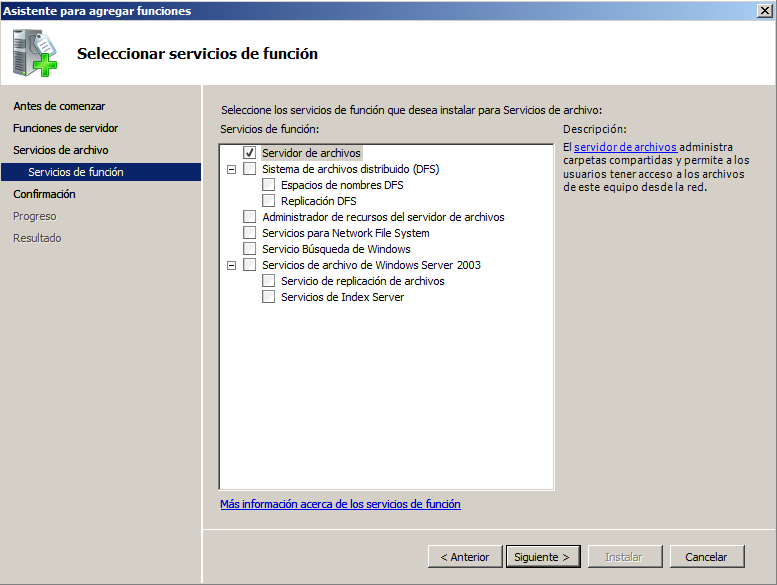 Asistente para agregar funciones
Seleccionar servicios de función
Antes de comenzar
Funciones de servidor
Servicios de archivo
Servicios de función
Confirmación
Progreso
Resultado
Seleccione los servicios de función que desea instalar para Servicios de archivo:
Servicios de función:
Servidor de archivos
Sistema de archivos distribuido (DFS)
Espacios de nombres DFS
Replicación DFS
Administrador de recursos del servidor de archivos
Servicios para Network File System
Servicio Búsqueda de Windows
Servicios de archivo de Windows Server 2003
Servicio de replicación de archivos
Servicios de Index Server
Más información acerca de los servicios de función
Descripción:
El servidor de archivos administra
carpetas compartidas y permite a los
usuarios tener acceso a los archivos
de este equipo desde la red.
< Anterior
Siguiente >
Instalar
Cancelar